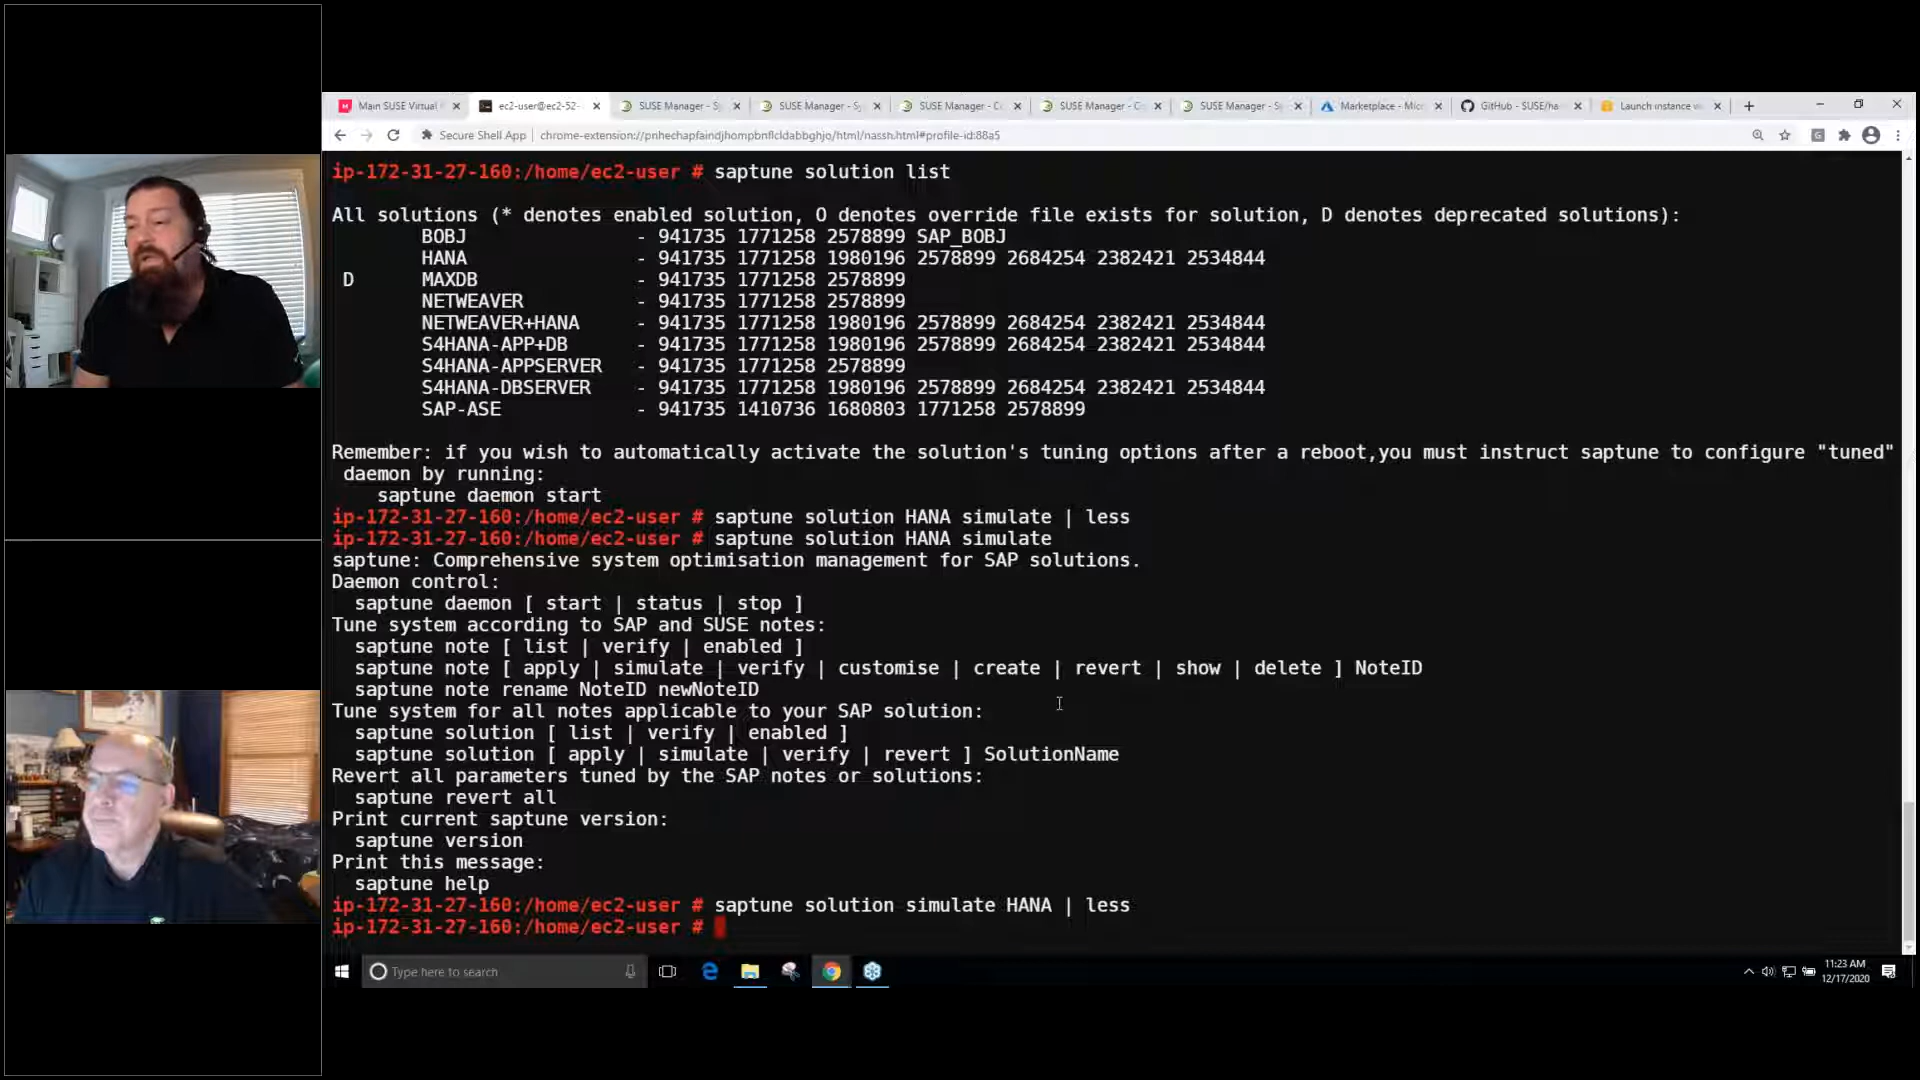 Main SUSE Virtual
ec2-user@ec2-52-
SUSE Manager - S
SUSE Manager - Sy
SUSE Manager - C
SUSE Manager - C
SUSE Manager - S
Marketplace - Micr
GitHub - SUSE/ha
Launch instance w
Secure Shell App
chrome-extension://pnhechapfaindjhompbnflcldabbghjo/html/nassh.html#profile-id:88a5
ip-172-31-27-160:/home/ec2-user # saptune solution list
All solutions (* denotes enabled solution, O denotes override file exists for solution, D denotes deprecated solutions):
BOBJ - 941735 1771258 2578899 SAP_BOBJ
HANA - 941735 1771258 1980196 2578899 2684254 2382421 2534844
D MAXDB - 941735 1771258 2578899
NETWEAVER - 941735 1771258 2578899
NETWEAVER+HANA - 941735 1771258 1980196 2578899 2684254 2382421 2534844
S4HANA-APP+DB - 941735 1771258 1980196 2578899 2684254 2382421 2534844
S4HANA-APPSERVER - 941735 1771258 2578899
S4HANA-DBSERVER - 941735 1771258 1980196 2578899 2684254 2382421 2534844
SAP-ASE - 941735 1410736 1680803 1771258 2578899
Remember: if you wish to automatically activate the solution's tuning options after a reboot,you must instruct saptune to configure "tuned"
daemon by running:
saptune daemon start
ip-172-31-27-160:/home/ec2-user # saptune solution HANA simulate | less
ip-172-31-27-160:/home/ec2-user # saptune solution HANA simulate
saptune: Comprehensive system optimisation management for SAP solutions.
Daemon control:
saptune daemon [ start | status | stop ]
Tune system according to SAP and SUSE notes:
saptune note [ list | verify | enabled ]
saptune note [ apply | simulate | verify | customise | create | revert | show | delete ] NoteID
saptune note rename NoteID newNoteID
Tune system for all notes applicable to your SAP solution:
saptune solution [ list | verify | enabled ]
saptune solution [ apply | simulate | verify | revert ] SolutionName
Revert all parameters tuned by the SAP notes or solutions:
saptune revert all
Print current saptune version:
saptune version
Print this message:
saptune help
ip-172-31-27-160:/home/ec2-user # saptune solution simulate HANA | less
ip-172-31-27-160:/home/ec2-user #
Type here to search
11:23 AM
12/17/2020